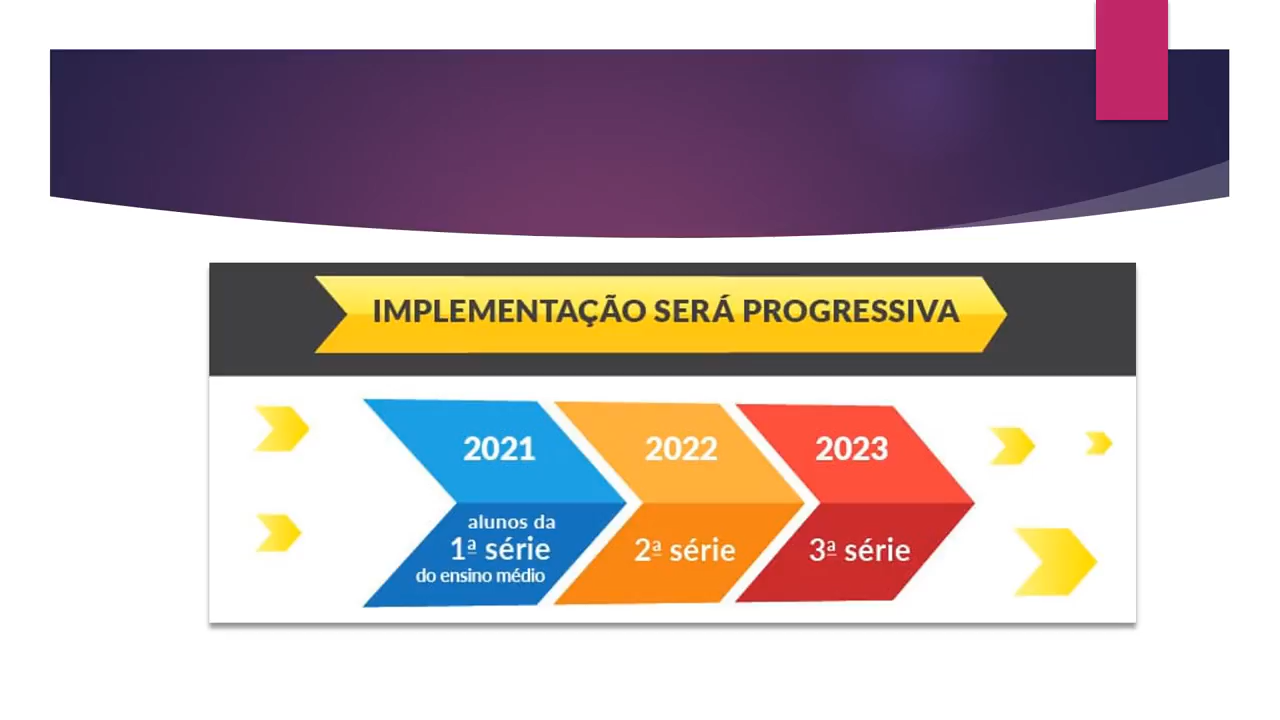 IMPLEMENTAÇÃO SERÁ PROGRESSIVA
2021
alunos da
1ª série
do ensino médio
2022
2ª série
2023
3ª série